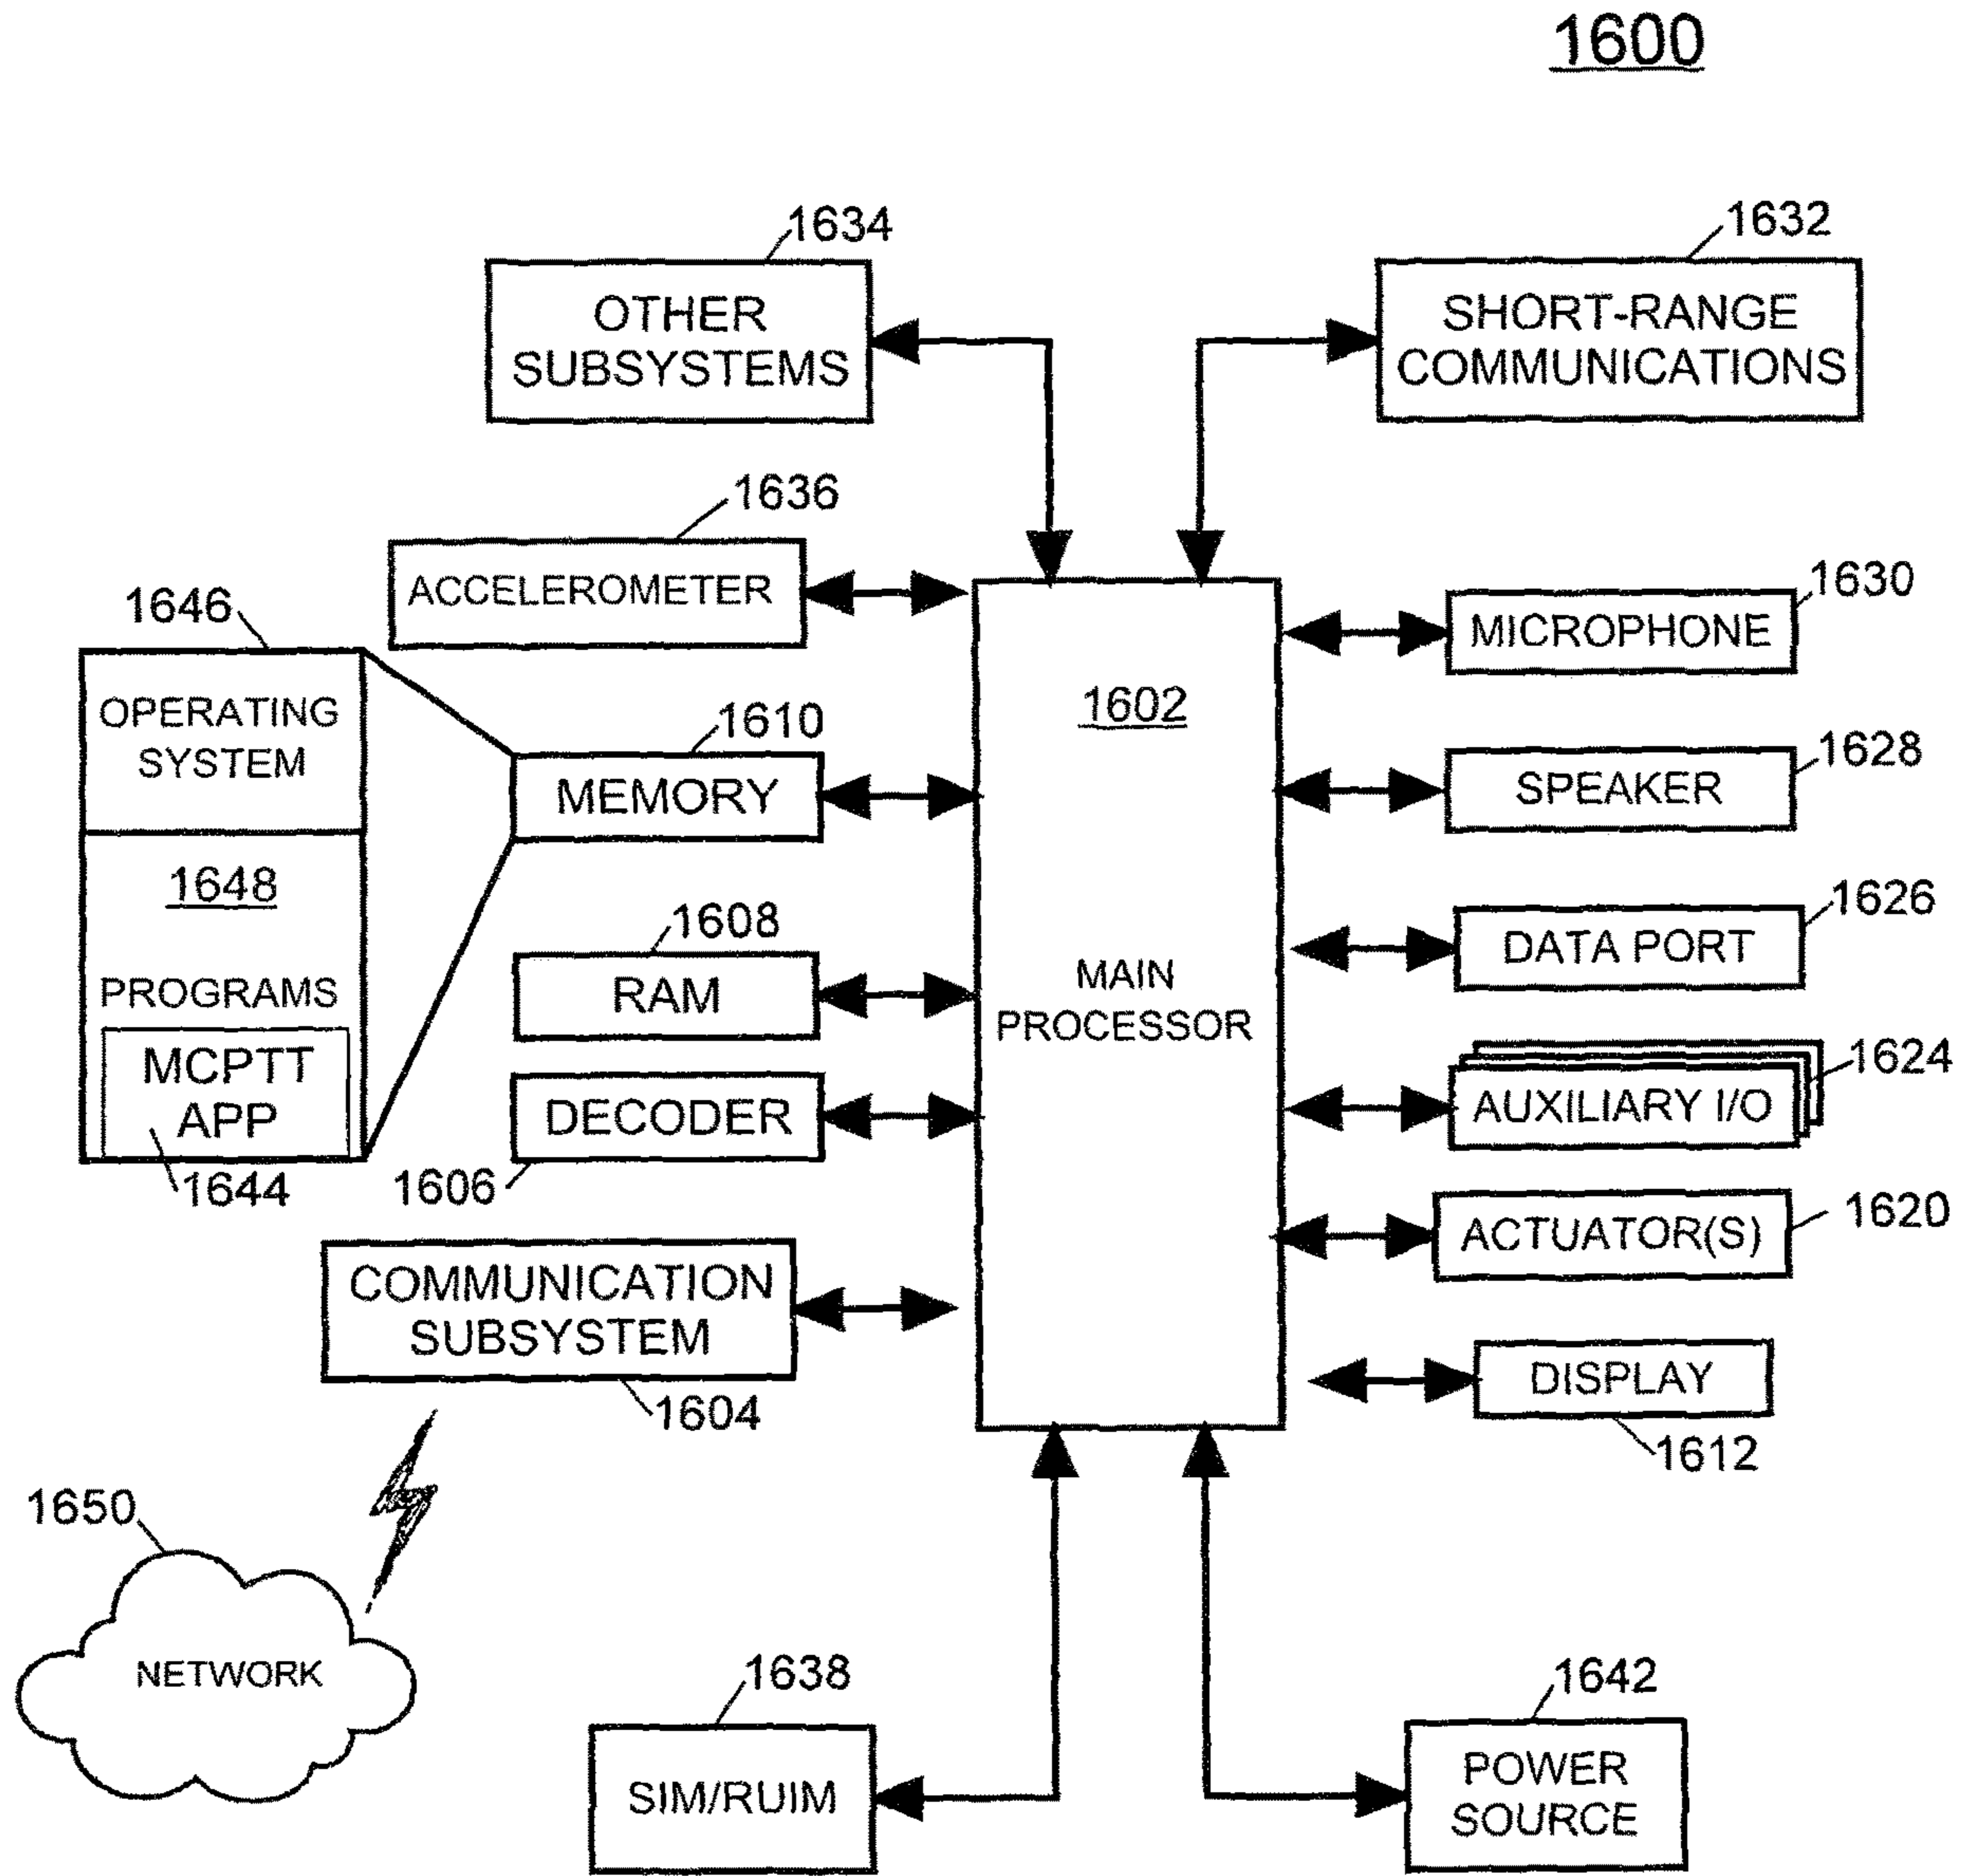 1600
1634
1632
OTHER
SUBSYSTEMS
SHORT-RANGE
COMMUNICATIONS
1636
ACCELEROMETER
1646
OPERATING
SYSTEM
1648
PROGRAMS
MCPTT
APP
1644
1610
MEMORY
1608
RAM
DECODER
1606
COMMUNICATION
SUBSYSTEM
1604
1602
MAIN
PROCESSOR
1630
MICROPHONE
1628
SPEAKER
1626
DATA PORT
1624
AUXILIARY I/O
1620
ACTUATOR(S)
DISPLAY
1612
1650
NETWORK
1638
SIM/RUIM
1642
POWER
SOURCE